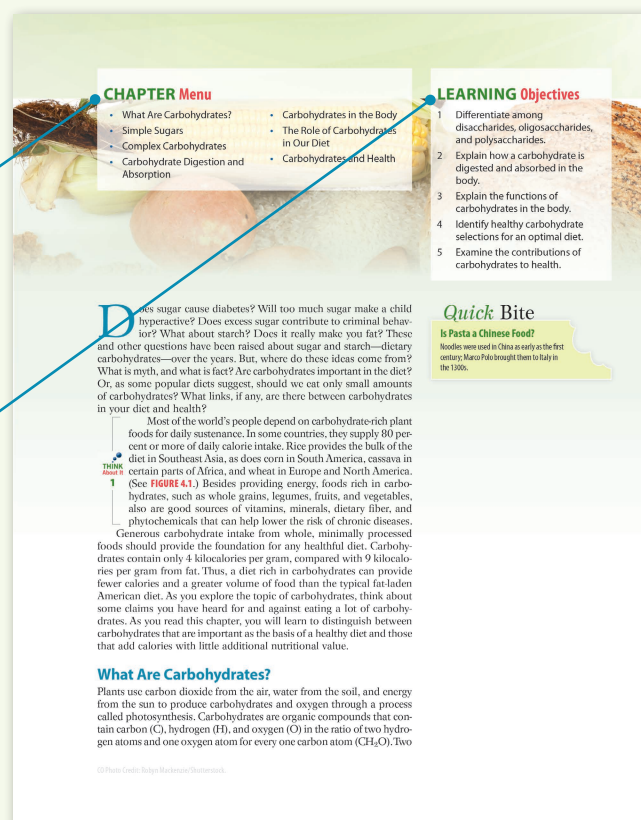 CHAPTER Menu
• What Are Carbohydrates?
• Simple Sugars
• Complex Carbohydrates
• Carbohydrate Digestion and
Absorption
• Carbohydrates in the Body
• The Role of Carbohydrates
in Our Diet
• Carbohydrates and Health
LEARNING Objectives
1 Differentiate among
disaccharides, oligosaccharides,
and polysaccharides.
2 Explain how a carbohydrate is
digested and absorbed in the
body.
3 Explain the functions of
carbohydrates in the body.
4 Identify healthy carbohydrate
selections for an optimal diet.
5 Examine the contributions of
carbohydrates to health.
Does sugar cause diabetes? Will too much sugar make a child
hyperactive? Does excess sugar contribute to criminal behav-
ior? What about starch? Does it really make you fat? These
and other questions have been raised about sugar and starch—dietary
carbohydrates—over the years. But, where do these ideas come from?
What is myth, and what is fact? Are carbohydrates important in the diet?
Or, as some popular diets suggest, should we eat only small amounts
of carbohydrates? What links, if any, are there between carbohydrates
in your diet and health?
Most of the world's people depend on carbohydrate-rich plant
foods for daily sustenance. In some countries, they supply 80 per-
cent or more of daily calorie intake. Rice provides the bulk of the
diet in Southeast Asia, as does corn in South America, cassava in
certain parts of Africa, and wheat in Europe and North America.
(See FIGURE 4.1.) Besides providing energy, foods rich in carbo-
hydrates, such as whole grains, legumes, fruits, and vegetables,
also are good sources of vitamins, minerals, dietary fiber, and
phytochemicals that can help lower the risk of chronic diseases.
THINK
About It
1
Generous carbohydrate intake from whole, minimally processed
foods should provide the foundation for any healthful diet. Carbohy-
drates contain only 4 kilocalories per gram, compared with 9 kilocalo-
ries per gram from fat. Thus, a diet rich in carbohydrates can provide
fewer calories and a greater volume of food than the typical fat-laden
American diet. As you explore the topic of carbohydrates, think about
some claims you have heard for and against eating a lot of carbohy-
drates. As you read this chapter, you will learn to distinguish between
carbohydrates that are important as the basis of a healthy diet and those
that add calories with little additional nutritional value.
What Are Carbohydrates?
Plants use carbon dioxide from the air, water from the soil, and energy
from the sun to produce carbohydrates and oxygen through a process
called photosynthesis. Carbohydrates are organic compounds that con-
tain carbon (C), hydrogen (H), and oxygen (O) in the ratio of two hydro-
gen atoms and one oxygen atom for every one carbon atom (CH₂O). Two
Quick Bite
Is Pasta a Chinese Food?
Noodles were used in China as early as the first
century; Marco Polo brought them to Italy in
the 1300s.
Photo Credit: Robyn Mackenzie/Shutterstock.